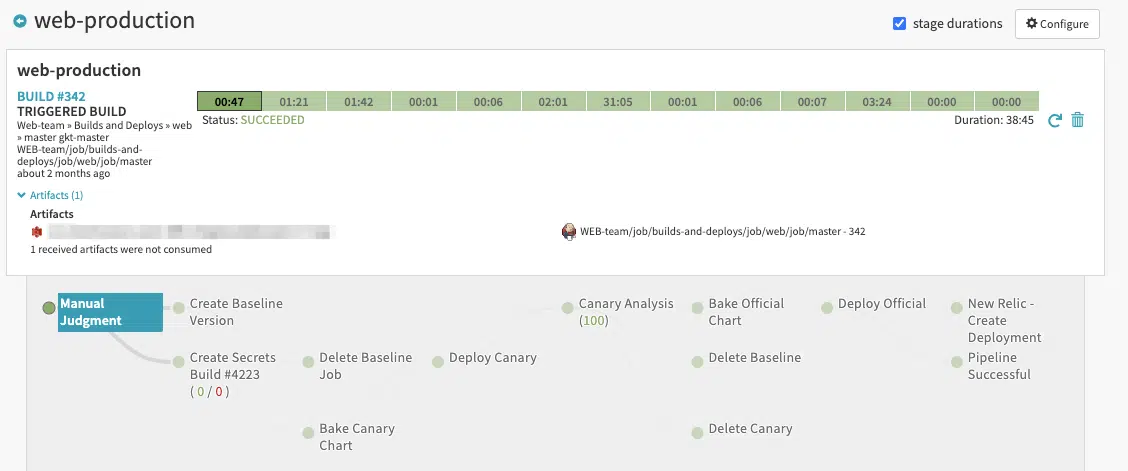 web-production
stage durations
Configure
web-production
BUILD #342
TRIGGERED BUILD
Web-team » Builds and Deploys » web
» master gkt-master
WEB-team/job/builds-and-
deploys/job/web/job/master
about 2 months ago
00:47 01:21 01:42 00:01 00:06 02:01 31:05 00:01 00:06 00:07 03:24 00:00 00:00
Status: SUCCEEDED
Duration: 38:45
Artifacts (1)
Artifacts
WEB-team/job/builds-and-deploys/job/web/job/master - 342
1 received artifacts were not consumed
Manual
Judgment
Create Baseline
Version
Canary Analysis
(100)
Bake Official
Chart
Deploy Official
New Relic -
Create
Deployment
Create Secrets
Build #4223
( 0 / 0 )
Delete Baseline
Job
Deploy Canary
Delete Baseline
Pipeline
Successful
Bake Canary
Chart
Delete Canary